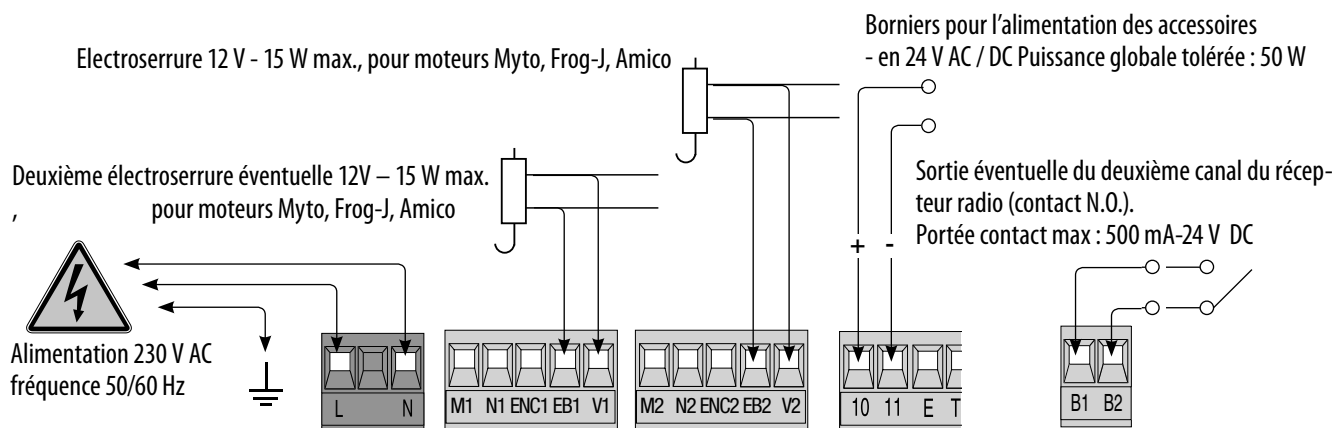 Borniers pour l’alimentation des accessoires
- en 24 V AC / DC Puissance globale tolérée : 50 W
Electroserrure 12 V - 15 W max., pour moteurs Myto, Frog-J, Amico
Deuxième électroserrure éventuelle 12V – 15 W max.
, pour moteurs Myto, Frog-J, Amico
Sortie éventuelle du deuxième canal du récep-
teur radio (contact N.O.).
Portée contact max : 500 mA-24 V DC
+ -
Alimentation 230 V AC
fréquence 50/60 Hz
L N
M1 N1 ENC1 EB1 V1
M2 N2 ENC2 EB2 V2
10 11 E T
B1 B2